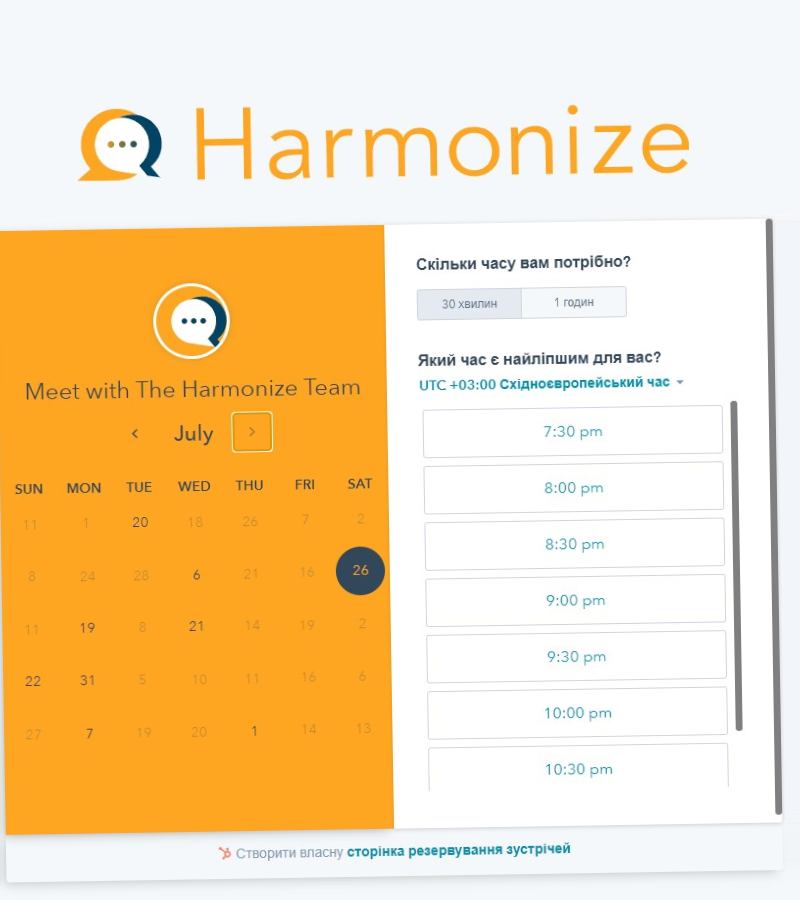 Harmonize
Meet with The Harmonize Team
July
SUN MON TUE WED THU FRI SAT
11 1 20 18 26 7 2
8 24 28 6 21 16 26
11 19 8 21 14 19 2
22 31 5 10 11 16 6
27 7 19 20 1 14 13
Скільки часу вам потрібно?
30 хвилин 1 годин
Який час є найліпшим для вас?
UTC +03:00 Східноєвропейський час
7:30 pm
8:00 pm
8:30 pm
9:00 pm
9:30 pm
10:00 pm
10:30 pm
Створити власну сторінка резервування зустрічей